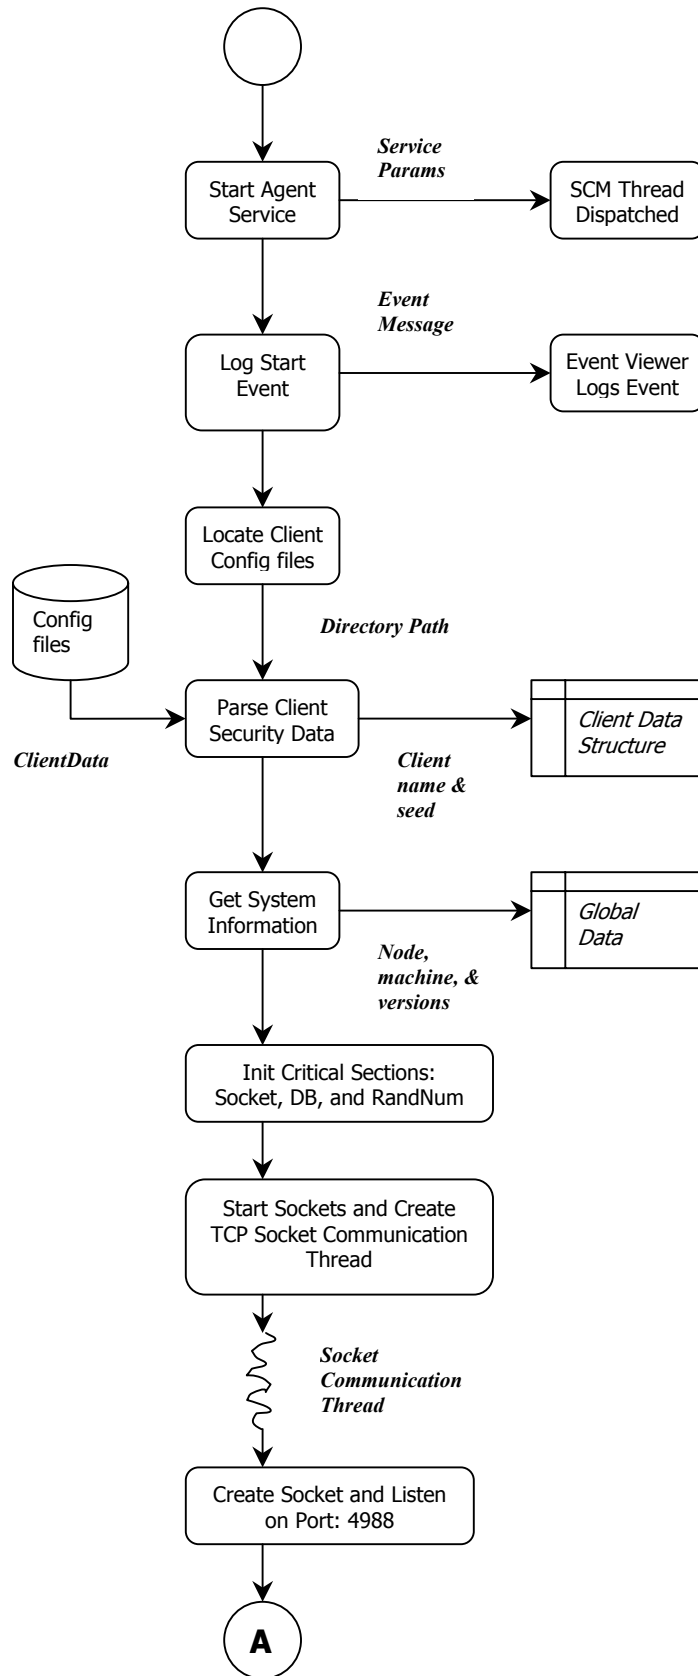 Service
Params
Start Agent
Service
SCM Thread
Dispatched
Event
Message
Log Start
Event
Event Viewer
Logs Event
Locate Client
Config files
Config
files
Directory Path
Parse Client
Security Data
Client Data
Structure
ClientData
Client
name &
seed
Get System
Information
Global
Data
Node,
machine, &
versions
Init Critical Sections:
Socket, DB, and RandNum
Start Sockets and Create
TCP Socket Communication
Thread
Socket
Communication
Thread
Create Socket and Listen
on Port: 4988
A